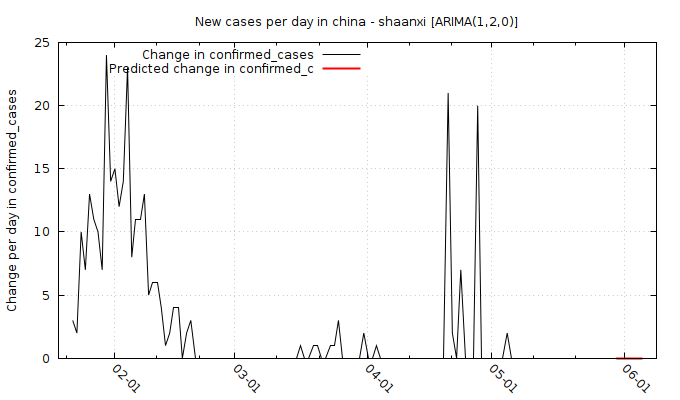 New cases per day in china - shaanxi [ARIMA(1,2,0)]
Change in confirmed_cases
Predicted change in confirmed_c
Change per day in confirmed_cases
25
20
15
10
5
0
02-01
03-01
04-01
05-01
06-01